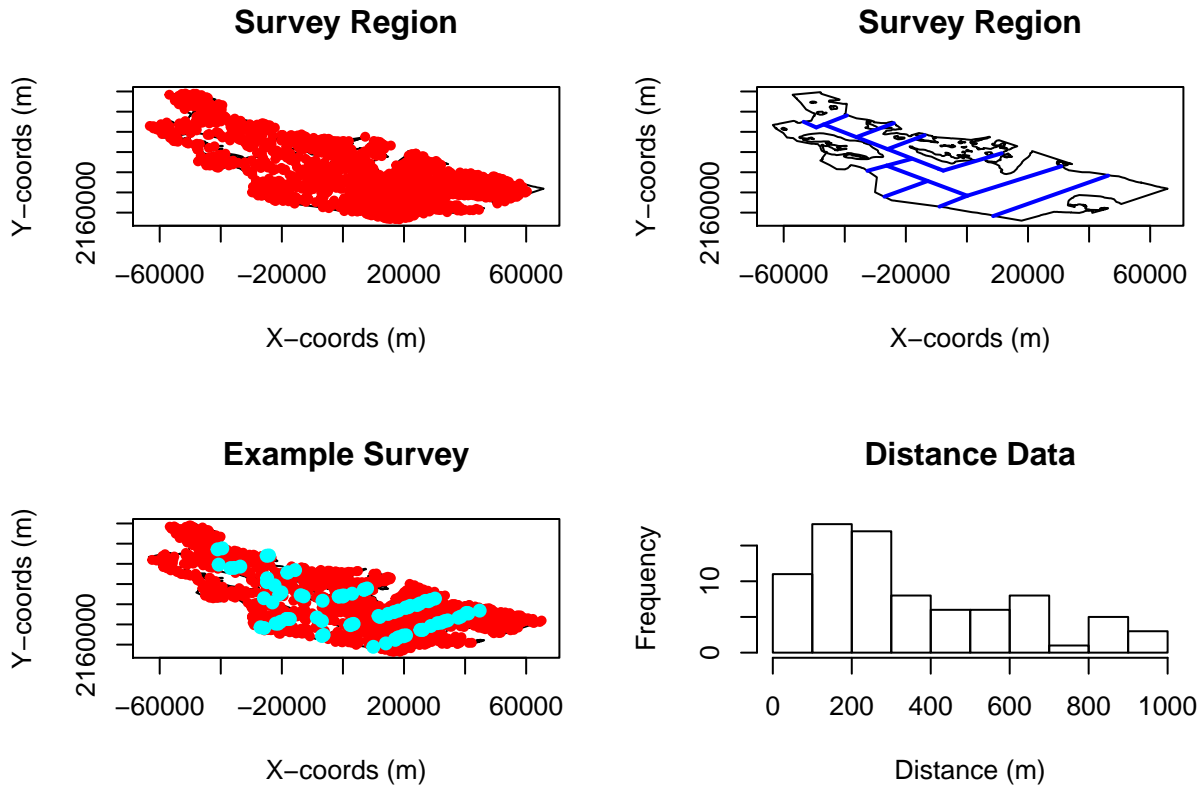 Survey Region
Y−coords (m)
2160000
−60000 −20000 20000 60000
X−coords (m)
Survey Region
Y−coords (m)
2160000
−60000 −20000 20000 60000
X−coords (m)
Example Survey
Y−coords (m)
2160000
−60000 −20000 20000 60000
X−coords (m)
Distance Data
Frequency
0 10
0 200 400 600 800 1000
Distance (m)